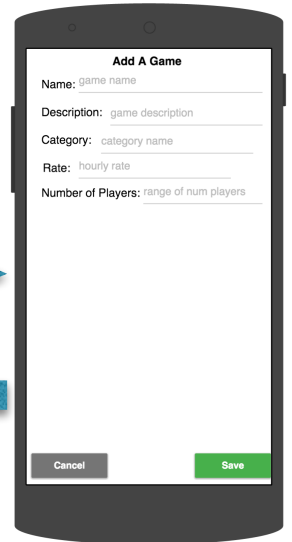 Add A Game
Name: game name
Description: game description
Category: category name
Rate: hourly rate
Number of Players: range of num players
Cancel Save